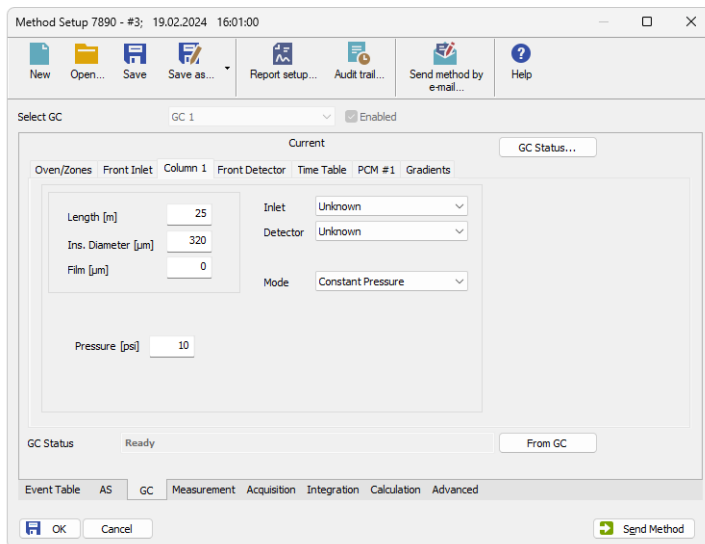 Method Setup 7890 - #3; 19.02.2024 16:01:00
New Open... Save Save as... Report setup... Audit trail... Send method by e-mail... Help
Select GC GC 1 Enabled
Current
GC Status...
Oven/Zones Front Inlet Column 1 Front Detector Time Table PCM #1 Gradients
Length [m] 25
Ins. Diameter [µm] 320
Film [µm] 0
Inlet Unknown
Detector Unknown
Mode Constant Pressure
Pressure [psi] 10
GC Status Ready From GC
Event Table AS GC Measurement Acquisition Integration Calculation Advanced
OK Cancel Send Method